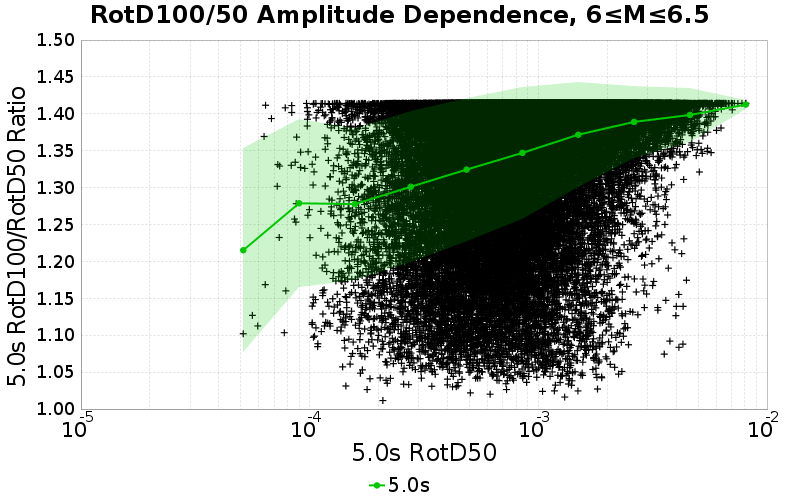 RotD100/50 Amplitude Dependence, 6≤M≤6.5
5.0s RotD100/RotD50 Ratio
1.50
1.45
1.40
1.35
1.30
1.25
1.20
1.15
1.10
1.05
1.00
10-5 10-4 10-3 10-2
5.0s RotD50
5.0s